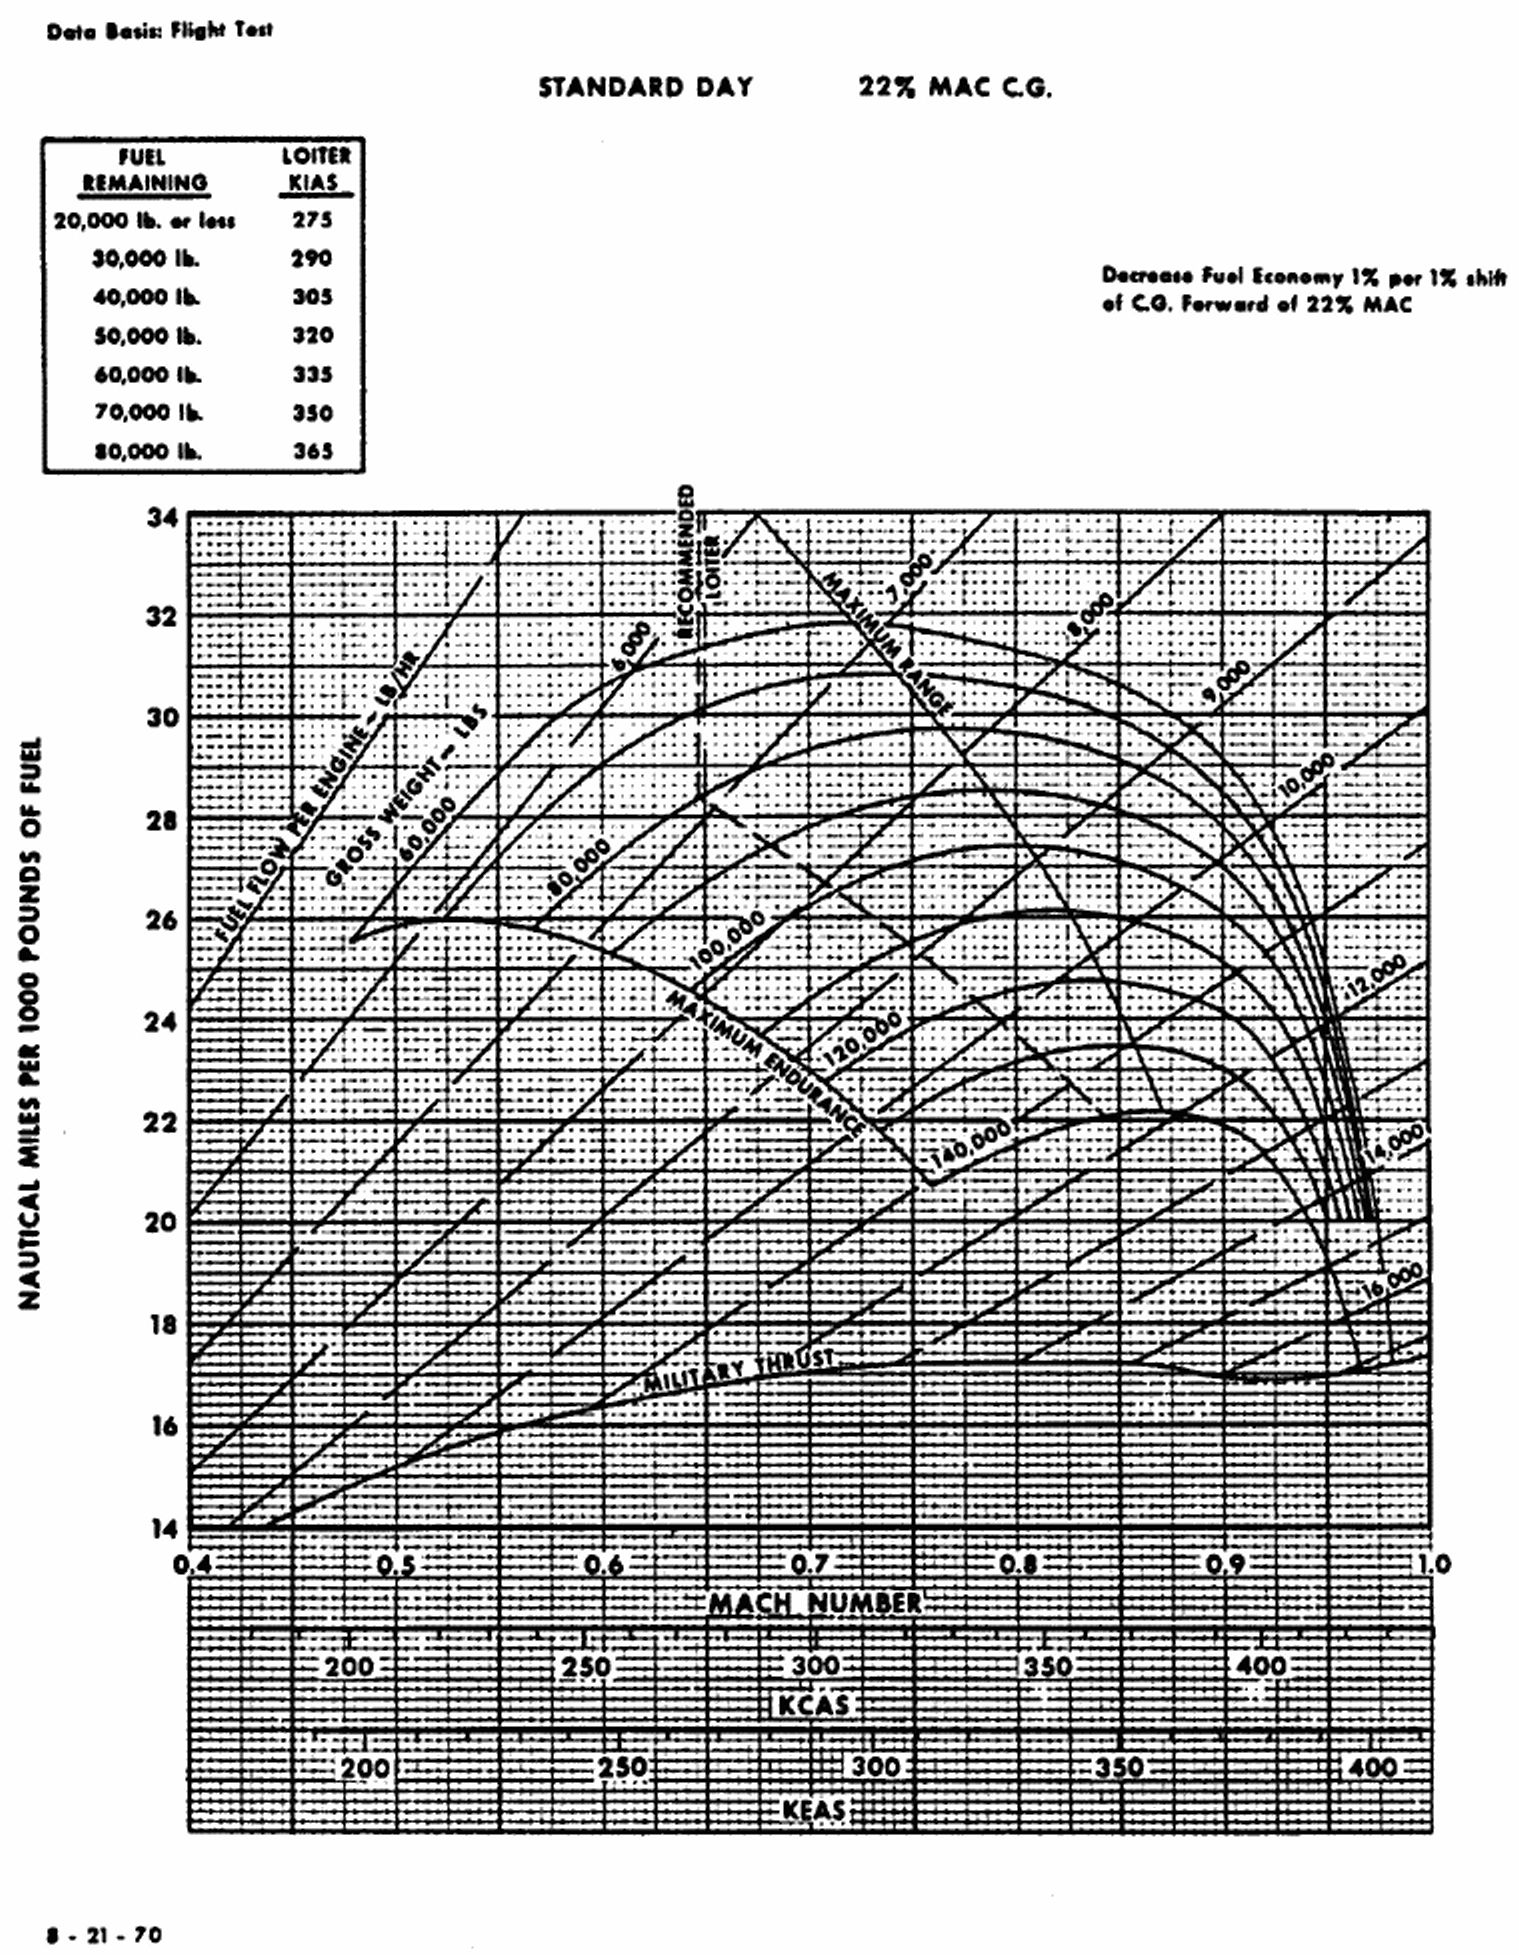 Data Basis: Flight Test
STANDARD DAY 22% MAC C.G.
FUEL REMAINING LOITER KIAS
20,000 lb. or less 275
30,000 lb. 290
40,000 lb. 305
50,000 lb. 320
60,000 lb. 335
70,000 lb. 350
80,000 lb. 365
Decrease Fuel Economy 1% per 1% shift
of C.G. Forward of 22% MAC
NAUTICAL MILES PER 1000 POUNDS OF FUEL
34
32
30
28
26
24
22
20
18
16
14
FUEL FLOW PER ENGINE ~ LB/HR
GROSS WEIGHT ~ LBS
RECOMMENDED
LOITER
MAXIMUM RANGE
MAXIMUM ENDURANCE
MILITARY THRUST
6,000
7,000
8,000
9,000
10,000
12,000
14,000
16,000
60,000
80,000
100,000
120,000
140,000
0.4 0.5 0.6 0.7 0.8 0.9 1.0
MACH NUMBER
200 250 300 350 400
KCAS
200 250 300 350 400
KEAS
8 - 21 - 70